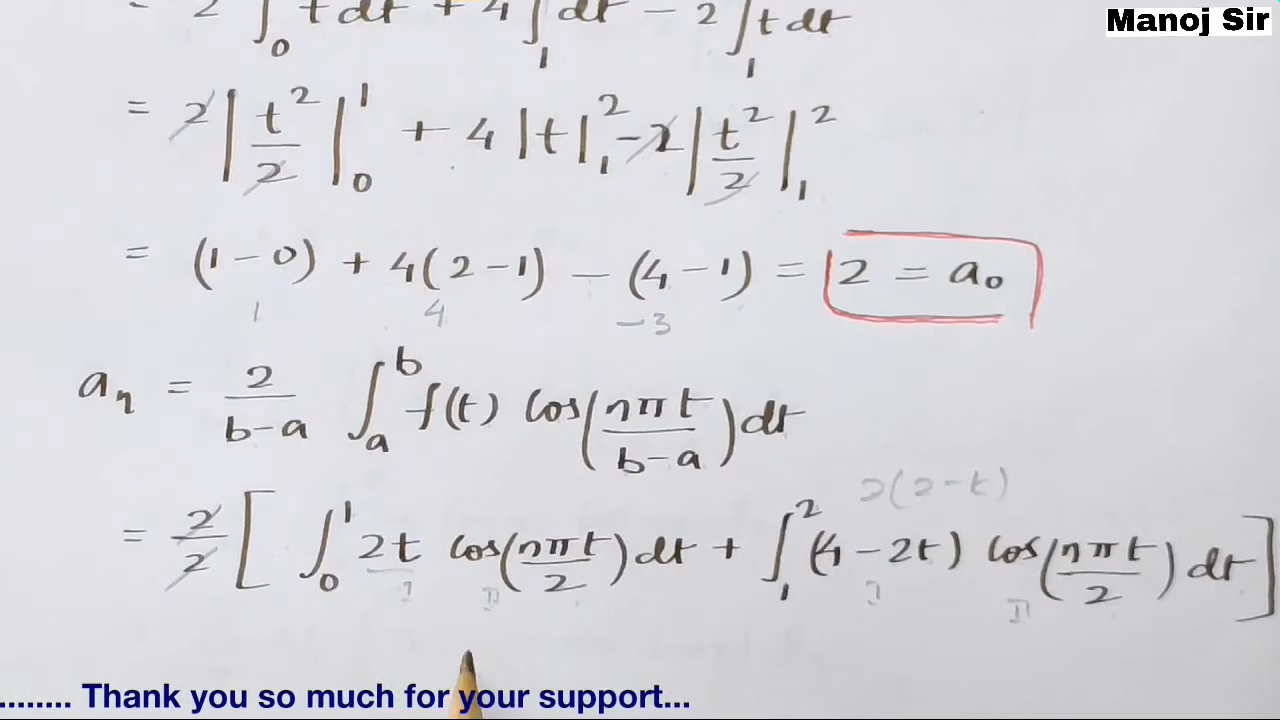 Manoj Sir
= 2 ∫₀ t dt + 4 ∫₁ dt - 2 ∫₁ t dt
= 2 |t²/2|₀¹ + 4 |t|₁² - 2 |t²/2|₁²
= (1 - 0) + 4(2 - 1) - (4 - 1) = 2 = a₀
1 4 -3
aₙ = 2/(b-a) ∫ₐᵇ f(t) cos(nπt/(b-a)) dt
2(2-t)
= 2/2 [ ∫₀¹ 2t cos(nπt/2) dt + ∫₁² (4 - 2t) cos(nπt/2) dt ]
I II I II
........ Thank you so much for your support...